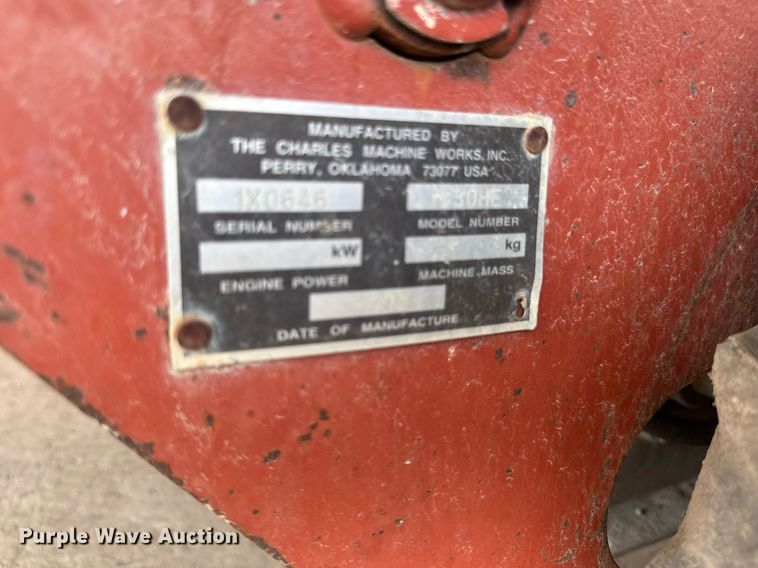 MANUFACTURED BY
THE CHARLES MACHINE WORKS, INC.
PERRY, OKLAHOMA 73077 USA
1X0646
SERIAL NUMBER MODEL NUMBER
kW kg
ENGINE POWER MACHINE MASS
DATE OF MANUFACTURE
Purple Wave Auction